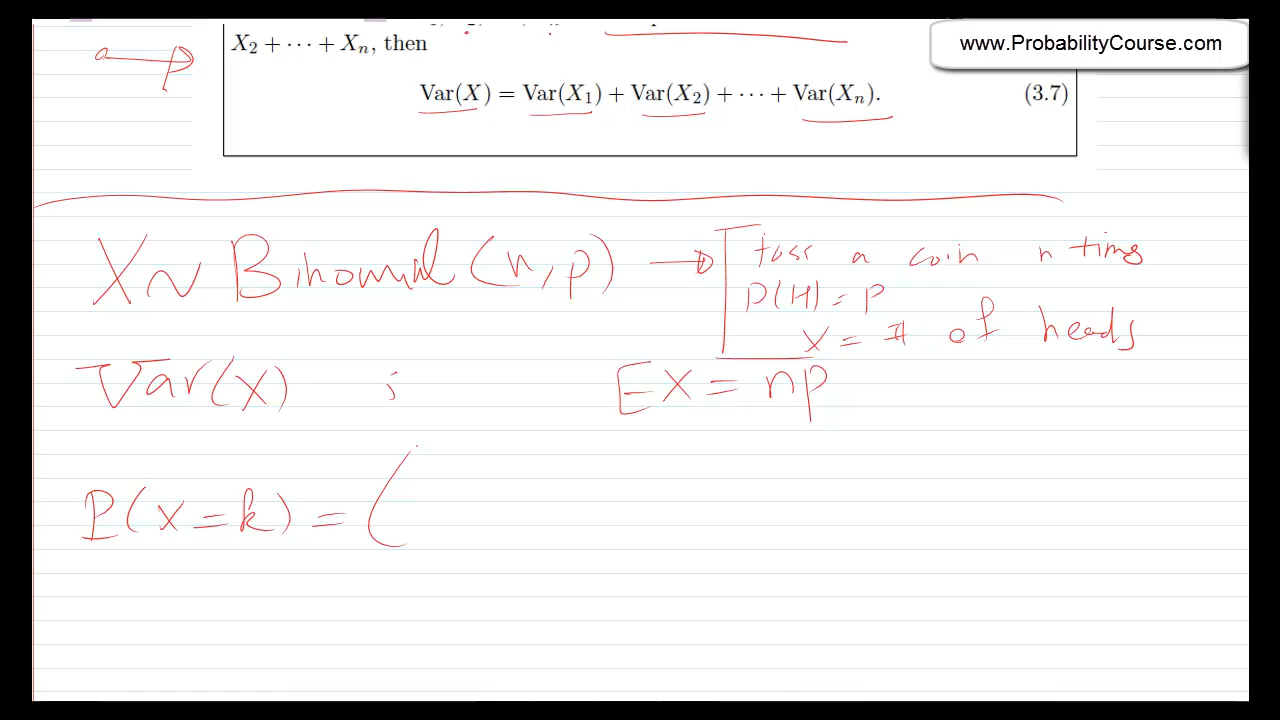 www.ProbabilityCourse.com
X₂ + ⋯ + Xₙ, then
p
Var(X) = Var(X₁) + Var(X₂) + ⋯ + Var(Xₙ). (3.7)
X ~ Binomial(n, p) → toss a coin n times
P(H) = p
X = # of heads
Var(X) ; EX = np
P(X = k) = (